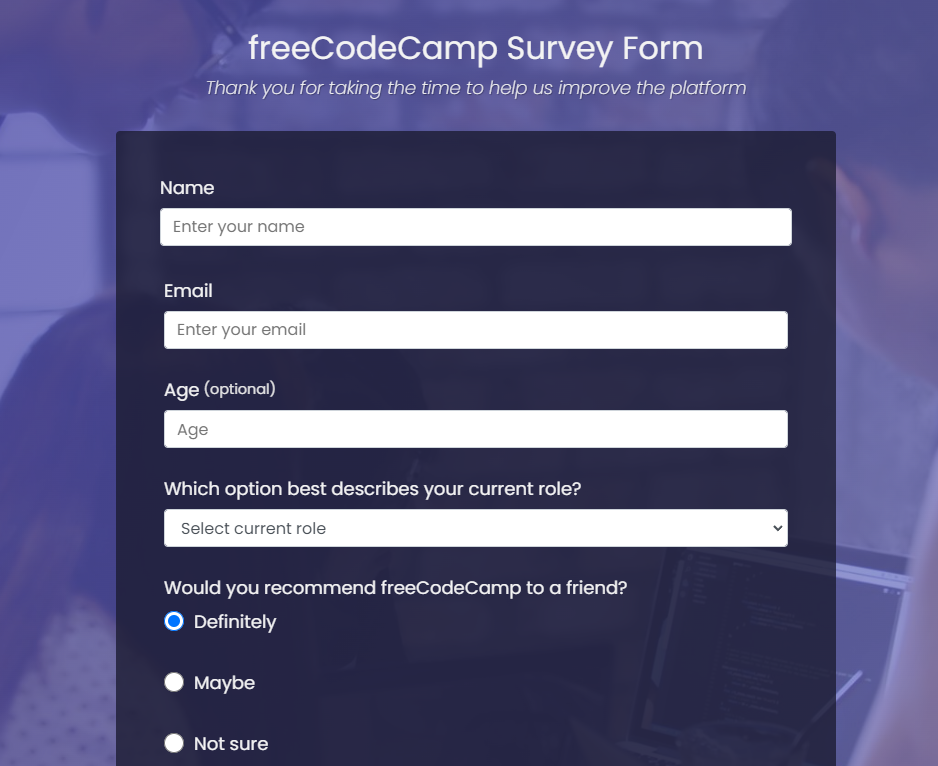 freeCodeCamp Survey Form
Thank you for taking the time to help us improve the platform
Name
Enter your name
Email
Enter your email
Age (optional)
Age
Which option best describes your current role?
Select current role
Would you recommend freeCodeCamp to a friend?
Definitely
Maybe
Not sure